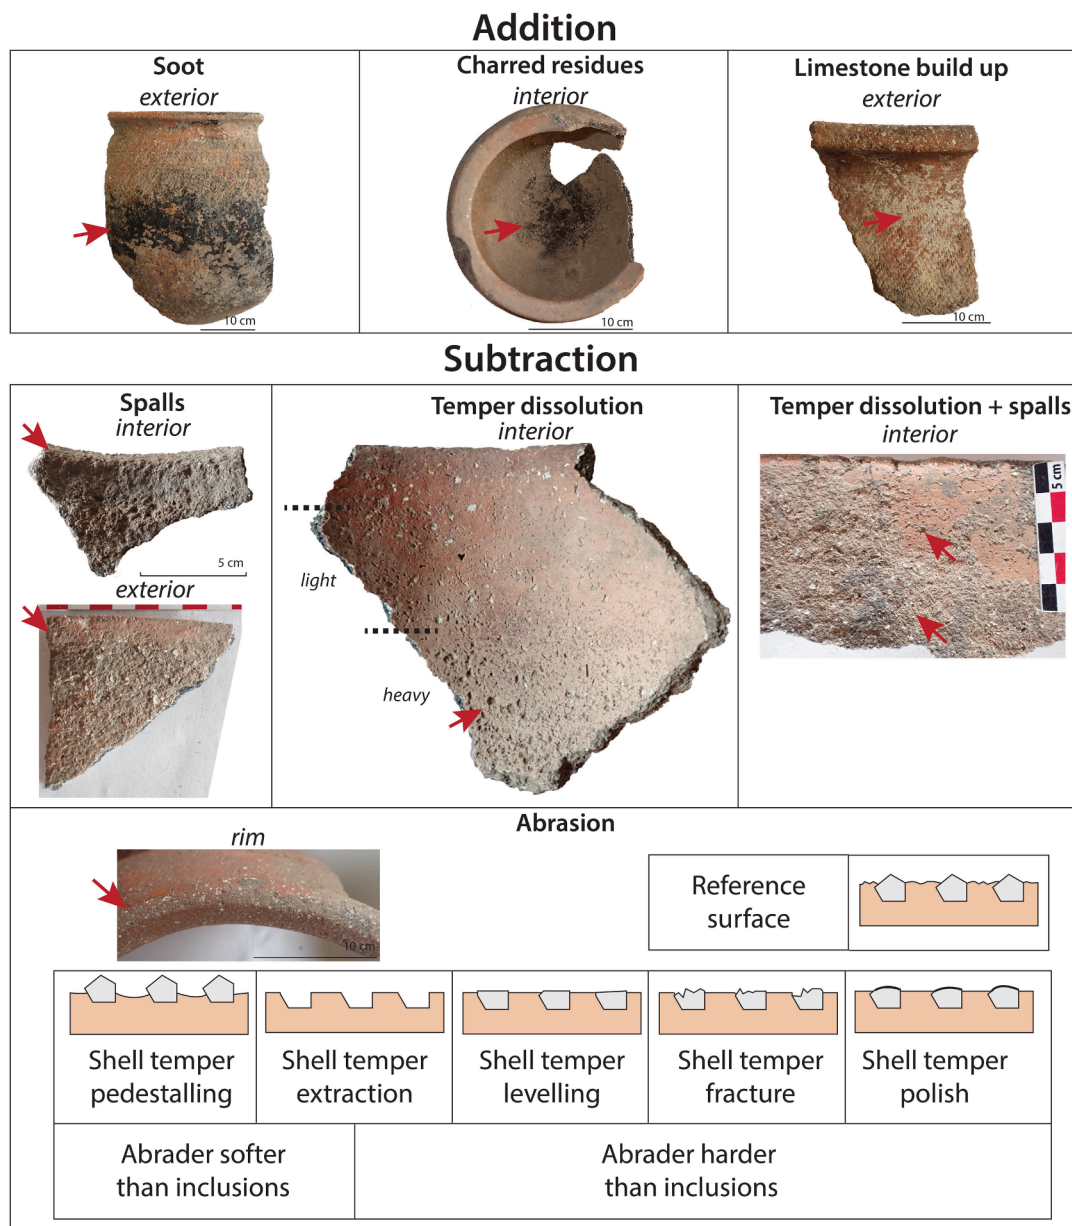 Addition
Soot
exterior
10 cm
Charred residues
interior
10 cm
Limestone build up
exterior
10 cm
Subtraction
Spalls
interior
5 cm
exterior
Temper dissolution
interior
light
heavy
Temper dissolution + spalls
interior
5 cm
Abrasion
rim
10 cm
Reference
surface
Shell temper
pedestalling
Shell temper
extraction
Shell temper
levelling
Shell temper
fracture
Shell temper
polish
Abrader softer
than inclusions
Abrader harder
than inclusions